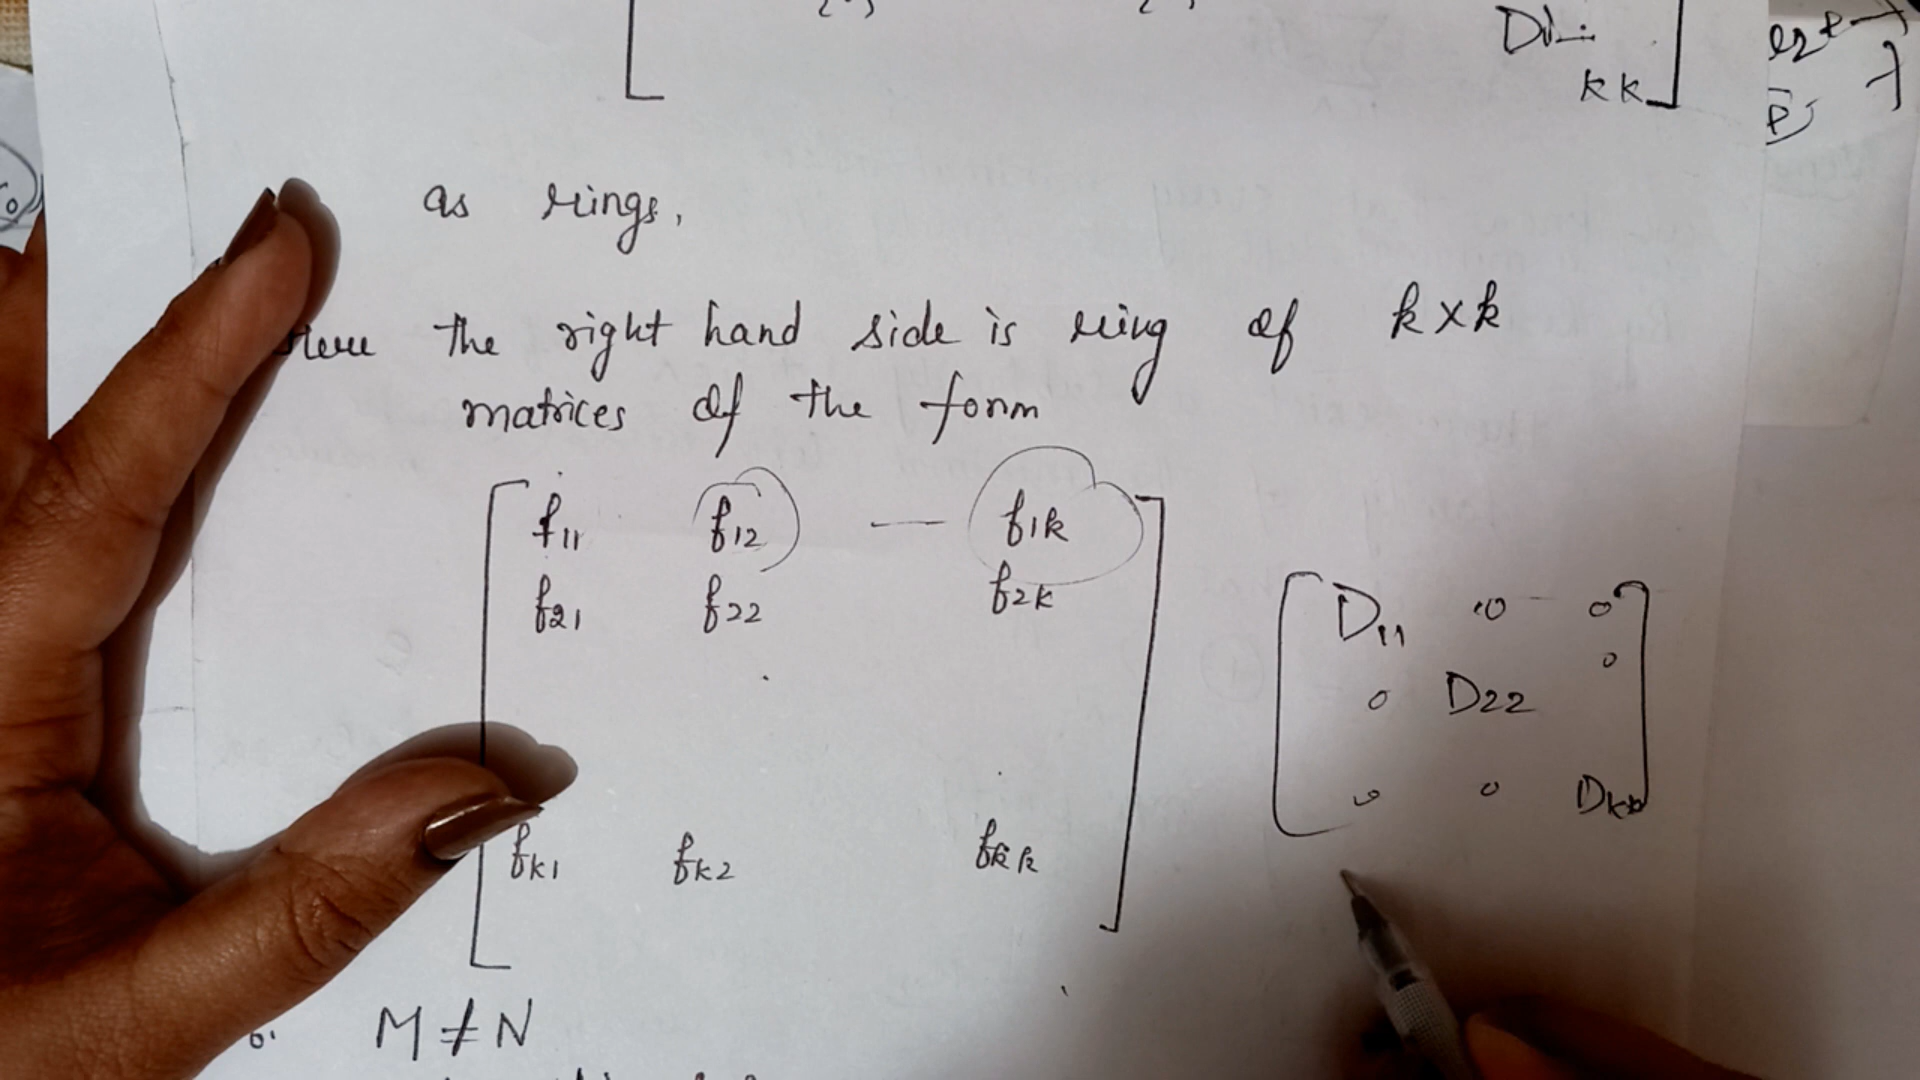 kk
as rings,
Here the right hand side is ring of k×k
matrices of the form
f11 f12 — f1k
f21 f22 f2k
fk1 fk2 fkk
D11 0 0
0
0 D22
0 0 Dkk
M ≠ N